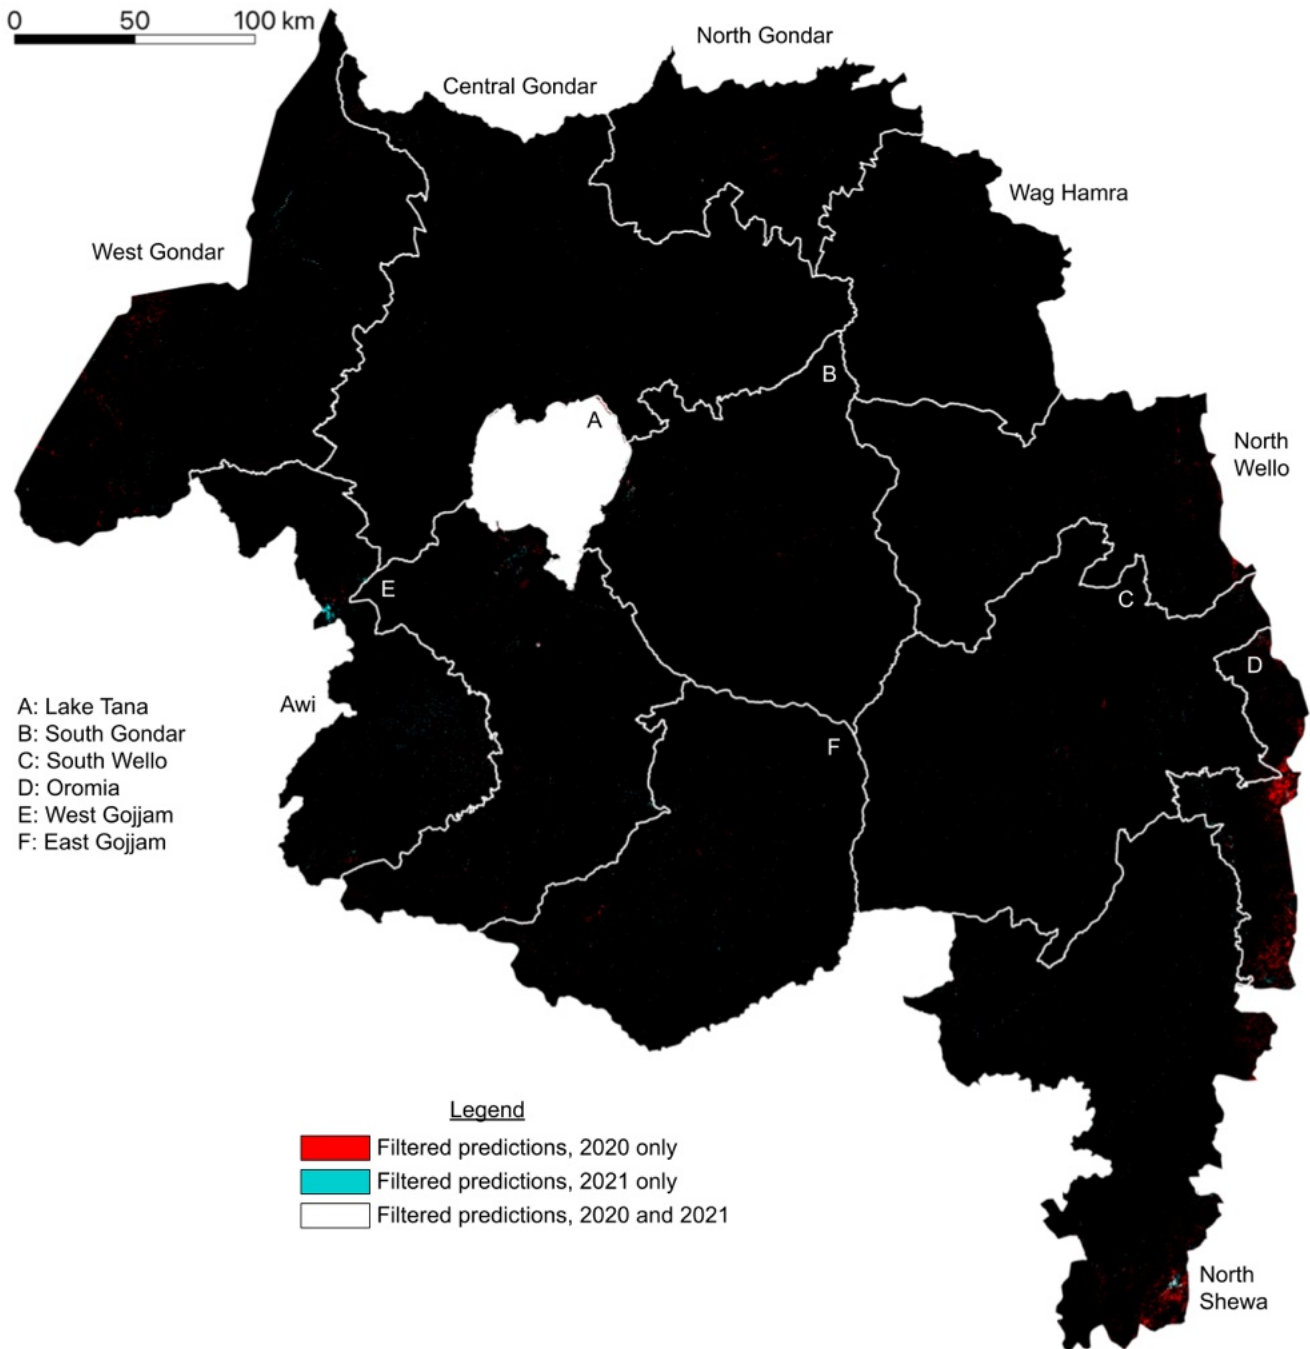 0 50 100 km
North Gondar
Central Gondar
Wag Hamra
West Gondar
B
A
North
Wello
E
C
D
Awi
A: Lake Tana
B: South Gondar
C: South Wello
D: Oromia
E: West Gojjam
F: East Gojjam
F
Legend
Filtered predictions, 2020 only
Filtered predictions, 2021 only
Filtered predictions, 2020 and 2021
North
Shewa